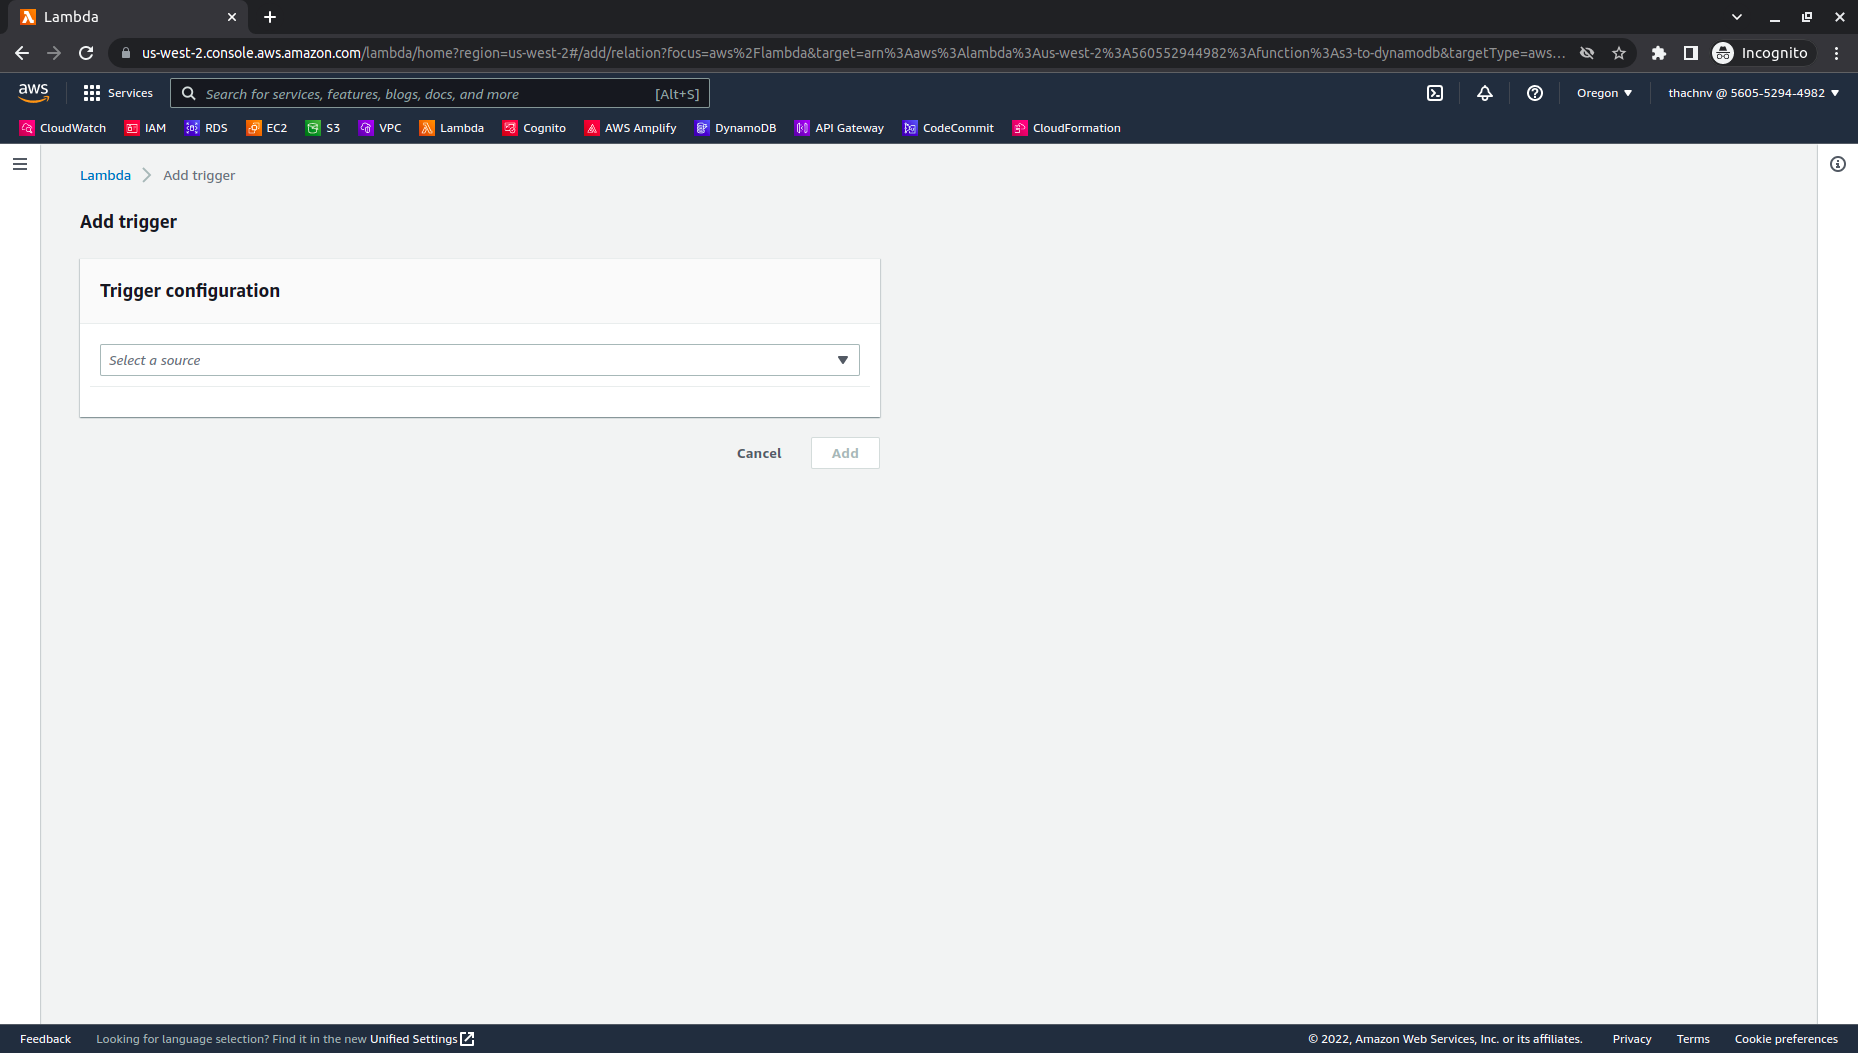 Lambda
us-west-2.console.aws.amazon.com/lambda/home?region=us-west-2#/add/relation?focus=aws%2Flambda&target=arn%3Aaws%3Alambda%3Aus-west-2%3A560552944982%3Afunction%3As3-to-dynamodb&targetType=aws...
Incognito
aws
Services
Search for services, features, blogs, docs, and more
[Alt+S]
Oregon
thachnv @ 5605-5294-4982
CloudWatch IAM RDS EC2 S3 VPC Lambda Cognito AWS Amplify DynamoDB API Gateway CodeCommit CloudFormation
Lambda Add trigger
Add trigger
Trigger configuration
Select a source
Cancel Add
Feedback Looking for language selection? Find it in the new Unified Settings © 2022, Amazon Web Services, Inc. or its affiliates. Privacy Terms Cookie preferences